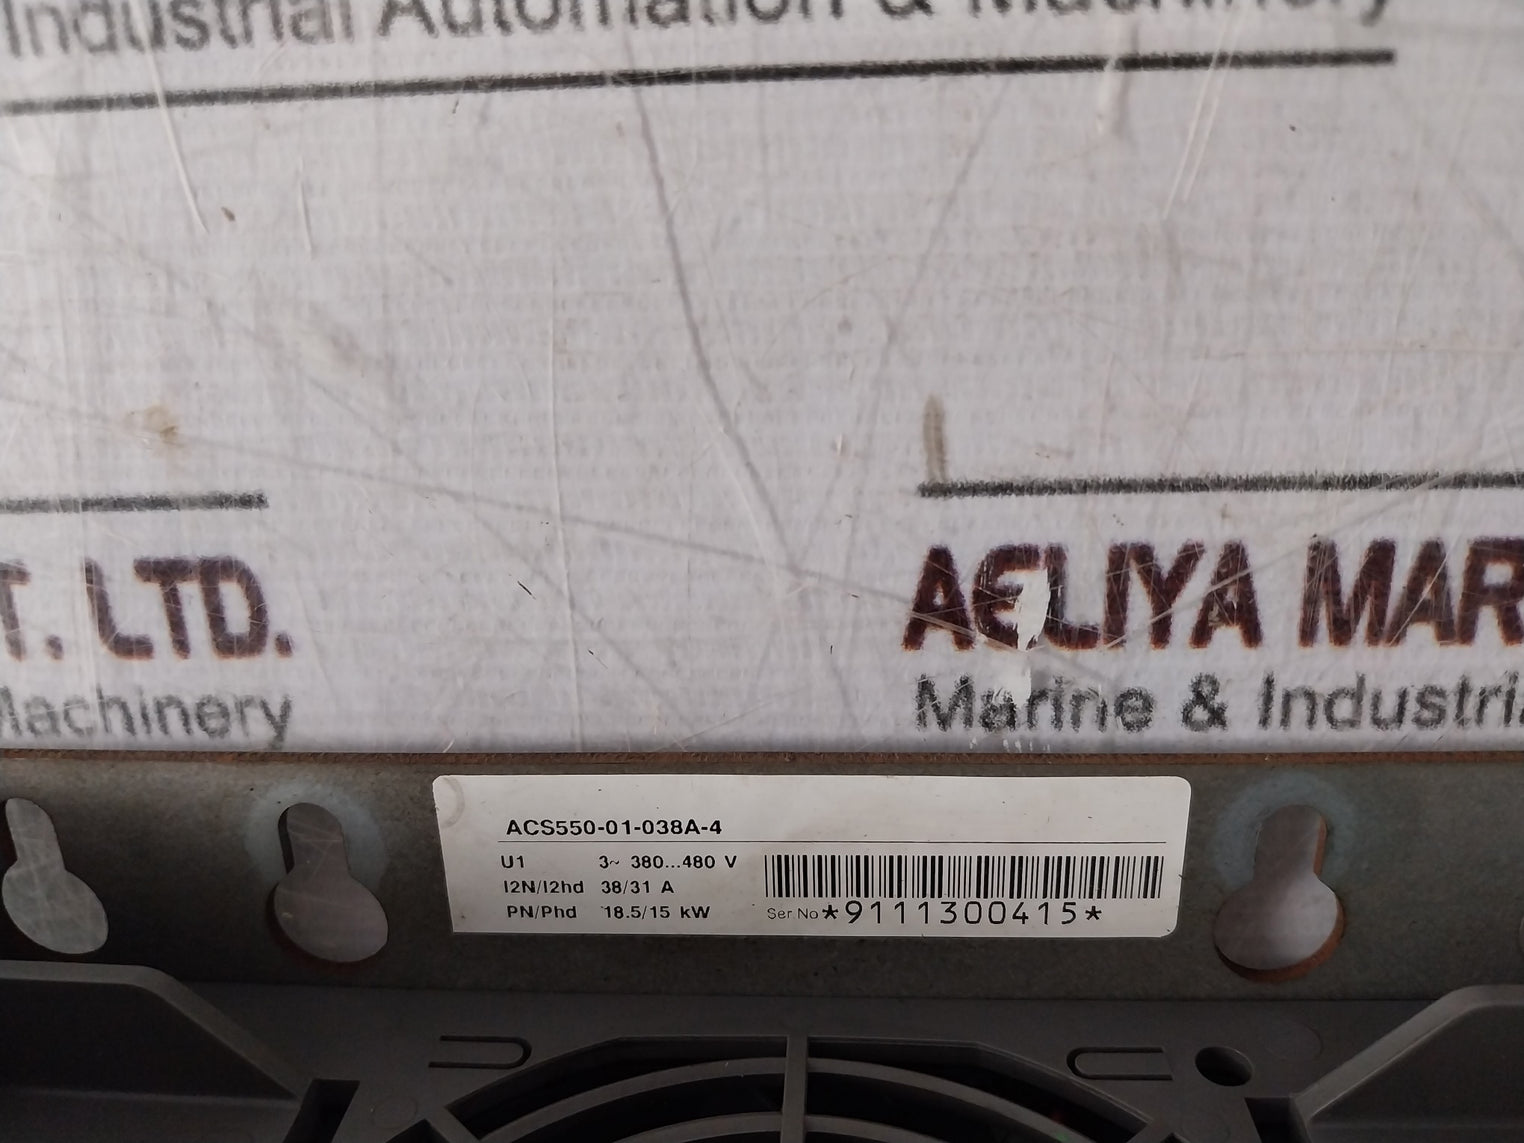 Industrial Automation & Machinery
T. LTD.
Machinery
AELIYA MAR
Marine & Industria
ACS550-01-038A-4
U1 3~ 380...480 V
I2N/I2hd 38/31 A
PN/Phd 18.5/15 kW
Ser No *9111300415*